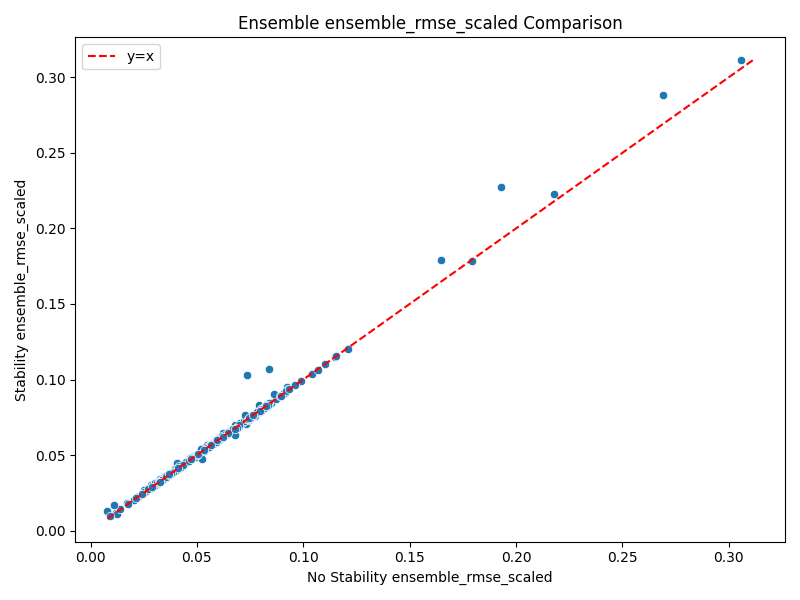 Ensemble ensemble_rmse_scaled Comparison
y=x
Stability ensemble_rmse_scaled
0.30
0.25
0.20
0.15
0.10
0.05
0.00
0.00 0.05 0.10 0.15 0.20 0.25 0.30
No Stability ensemble_rmse_scaled